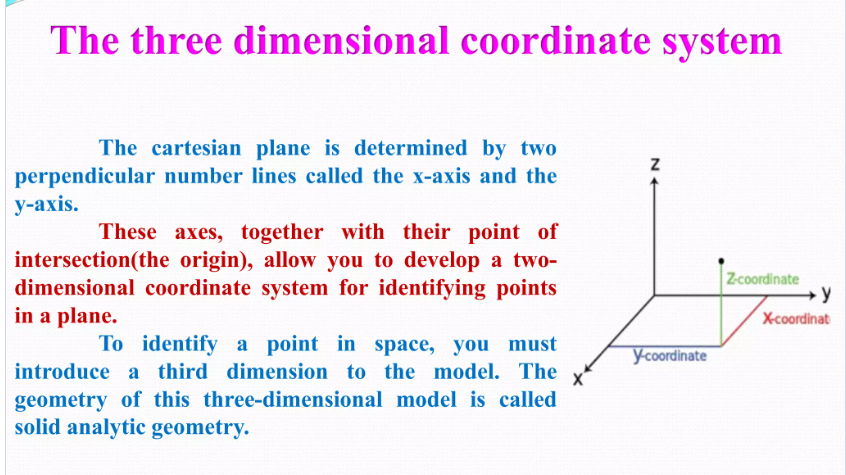 The three dimensional coordinate system
The cartesian plane is determined by two
perpendicular number lines called the x-axis and the
y-axis.
These axes, together with their point of
intersection(the origin), allow you to develop a two-
dimensional coordinate system for identifying points
in a plane.
To identify a point in space, you must
introduce a third dimension to the model. The
geometry of this three-dimensional model is called
solid analytic geometry.
Z
Z-coordinate
y
X-coordinat
y-coordinate
X